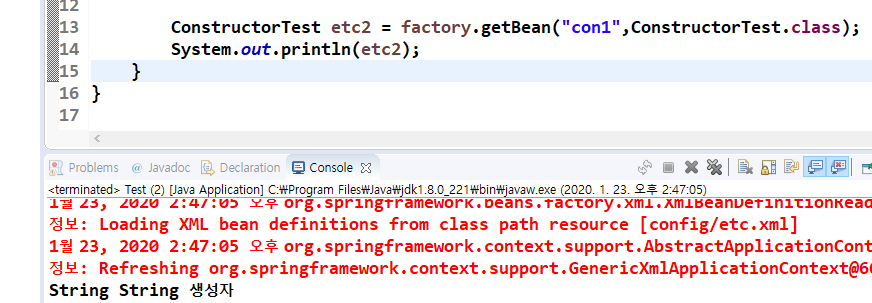 12
13 ConstructorTest etc2 = factory.getBean("con1",ConstructorTest.class);
14 System.out.println(etc2);
15 }
16 }
17
Problems @ Javadoc Declaration Console
<terminated> Test (2) [Java Application] C:₩Program Files₩Java₩jdk1.8.0_221₩bin₩javaw.exe (2020. 1. 23. 오후 2:47:05)
1월 23, 2020 2:47:05 오후 org.springframework.beans.factory.xml.XmlBeanDefinitionRead
정보: Loading XML bean definitions from class path resource [config/etc.xml]
1월 23, 2020 2:47:05 오후 org.springframework.context.support.AbstractApplicationCont
정보: Refreshing org.springframework.context.support.GenericXmlApplicationContext@60
String String 생성자